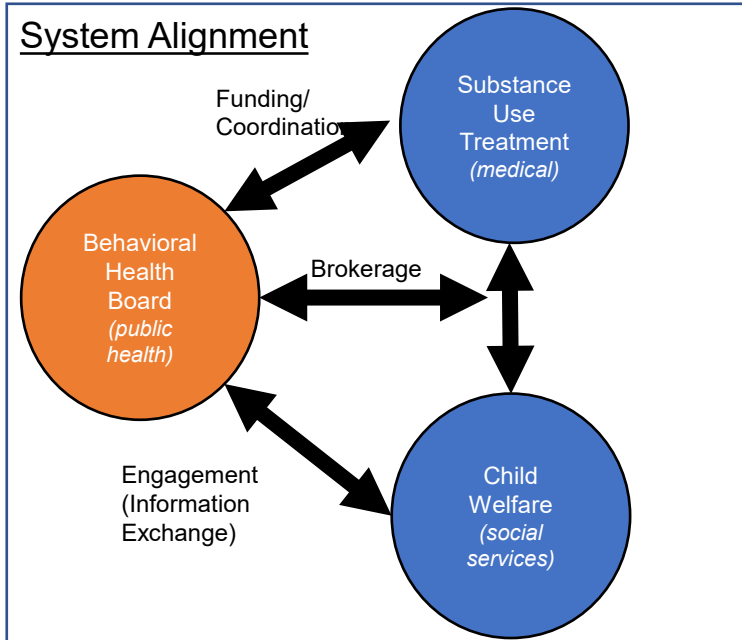 System Alignment
Funding/
Coordination
Substance
Use
Treatment
(medical)
Behavioral
Health
Board
(public
health)
Brokerage
Engagement
(Information
Exchange)
Child
Welfare
(social
services)